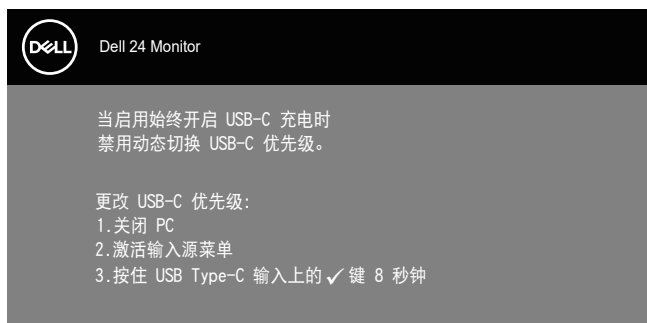 DELL
Dell 24 Monitor
当启用始终开启 USB-C 充电时
禁用动态切换 USB-C 优先级。
更改 USB-C 优先级:
1.关闭 PC
2.激活输入源菜单
3.按住 USB Type-C 输入上的 ✓ 键 8 秒钟